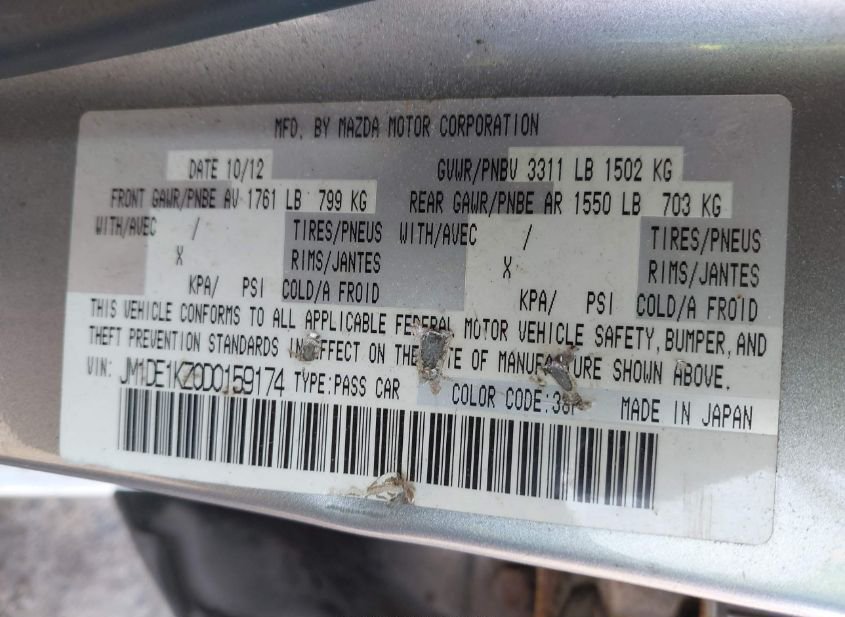 MFD. BY MAZDA MOTOR CORPORATION
DATE 10/12 GVWR/PNBV 3311 LB 1502 KG
FRONT GAWR/PNBE AV 1761 LB 799 KG REAR GAWR/PNBE AR 1550 LB 703 KG
WITH/AVEC / TIRES/PNEUS WITH/AVEC / TIRES/PNEUS
X RIMS/JANTES X RIMS/JANTES
KPA/ PSI COLD/A FROID KPA/ PSI COLD/A FROID
THIS VEHICLE CONFORMS TO ALL APPLICABLE FEDERAL MOTOR VEHICLE SAFETY, BUMPER, AND
THEFT PREVENTION STANDARDS IN EFFECT ON THE DATE OF MANUFACTURE SHOWN ABOVE.
VIN: JM1DE1KZ0D0159174 TYPE:PASS CAR COLOR CODE: MADE IN JAPAN